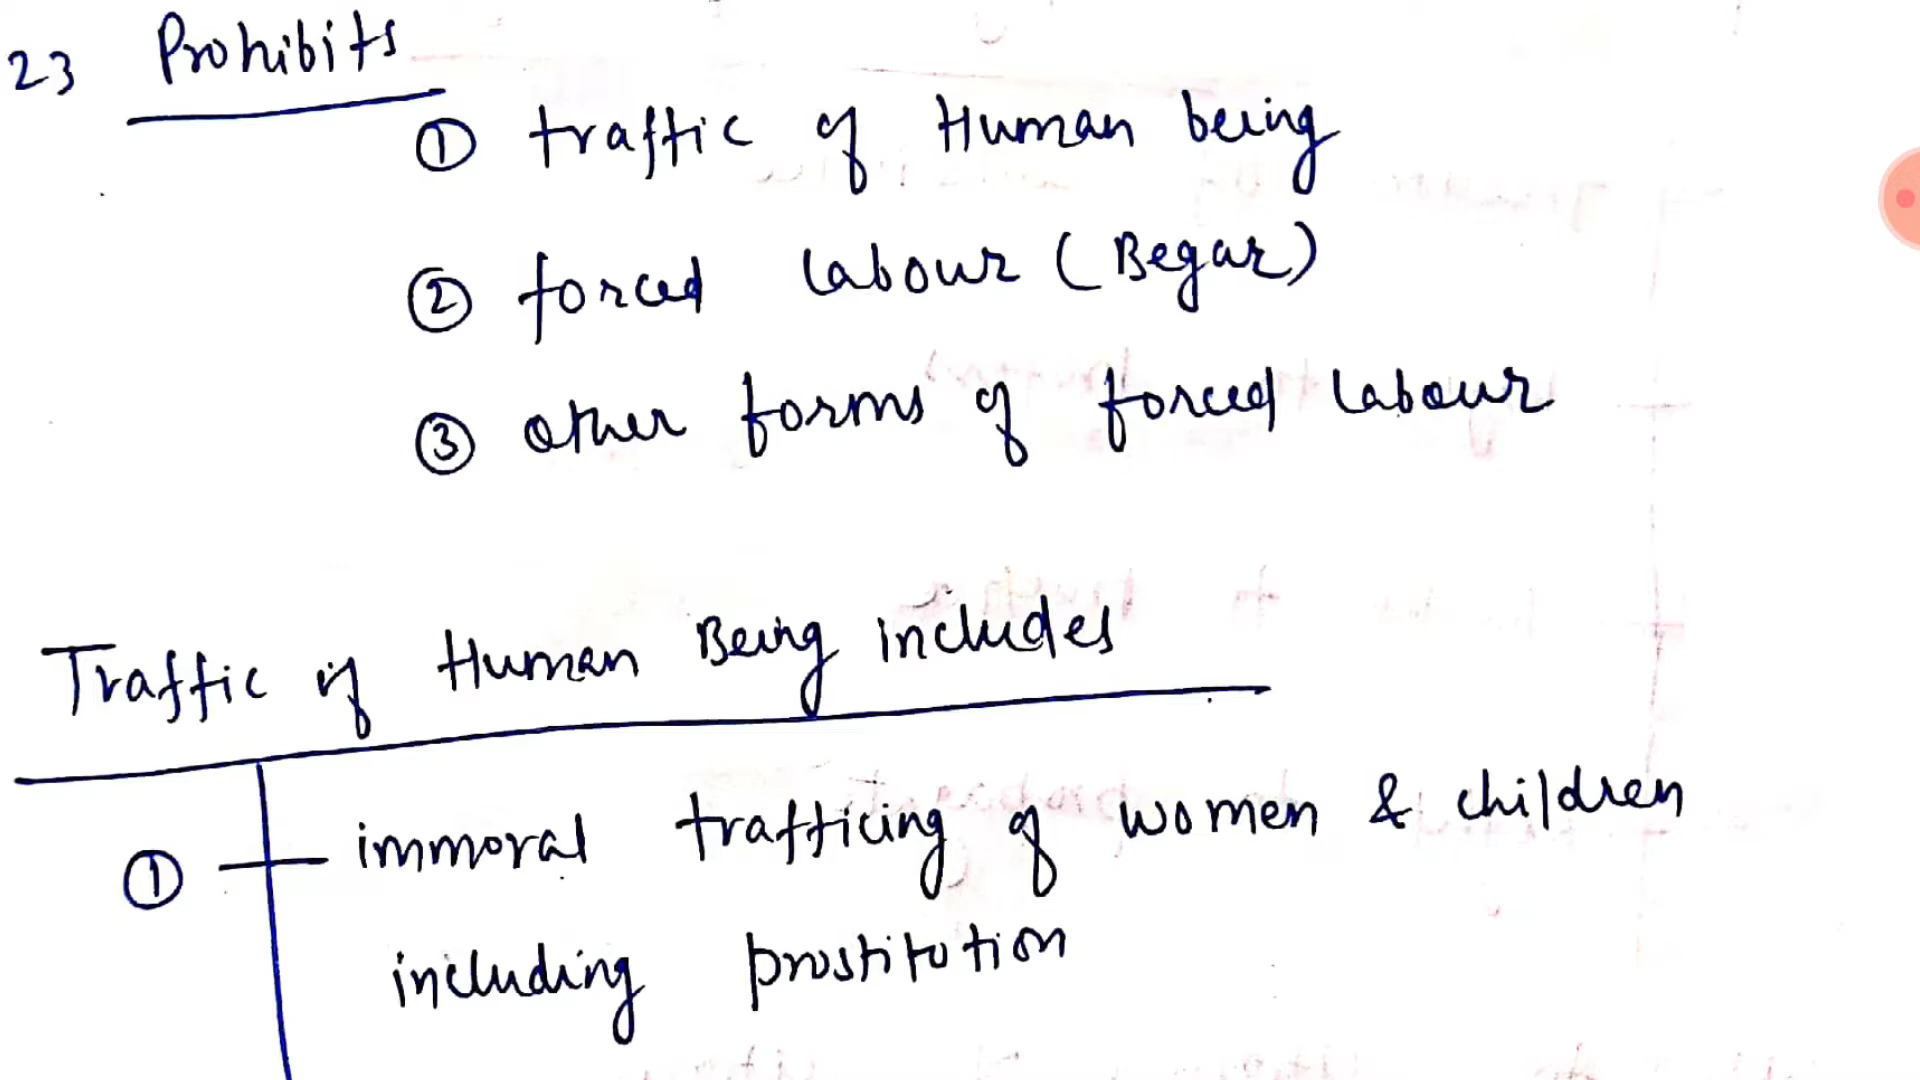 23 Prohibits
① traffic of Human being
② forced labour (Begar)
③ other forms of forced labour
Traffic of Human Being includes
① immoral trafficing of women & children
including prostitution